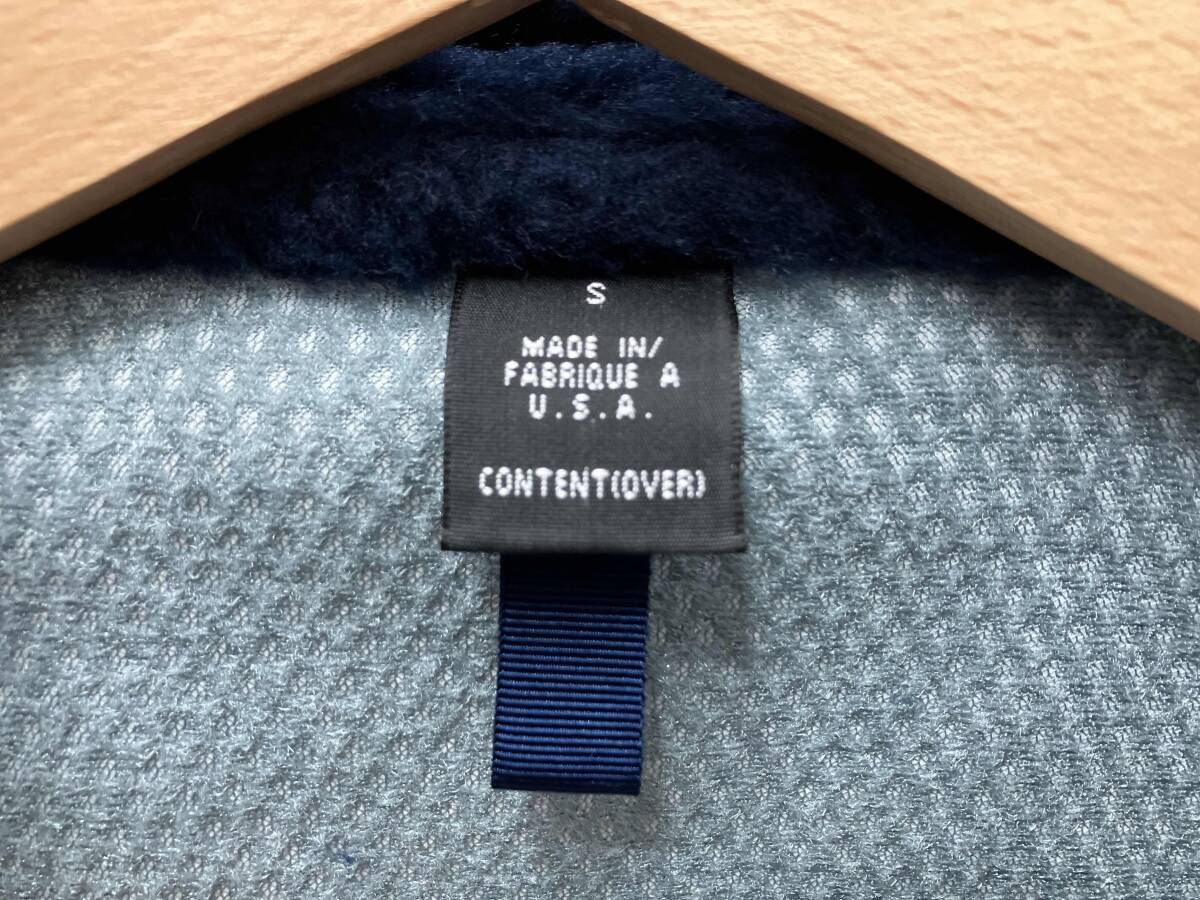 S
MADE IN/
FABRIQUE A
U.S.A.
CONTENT(OVER)